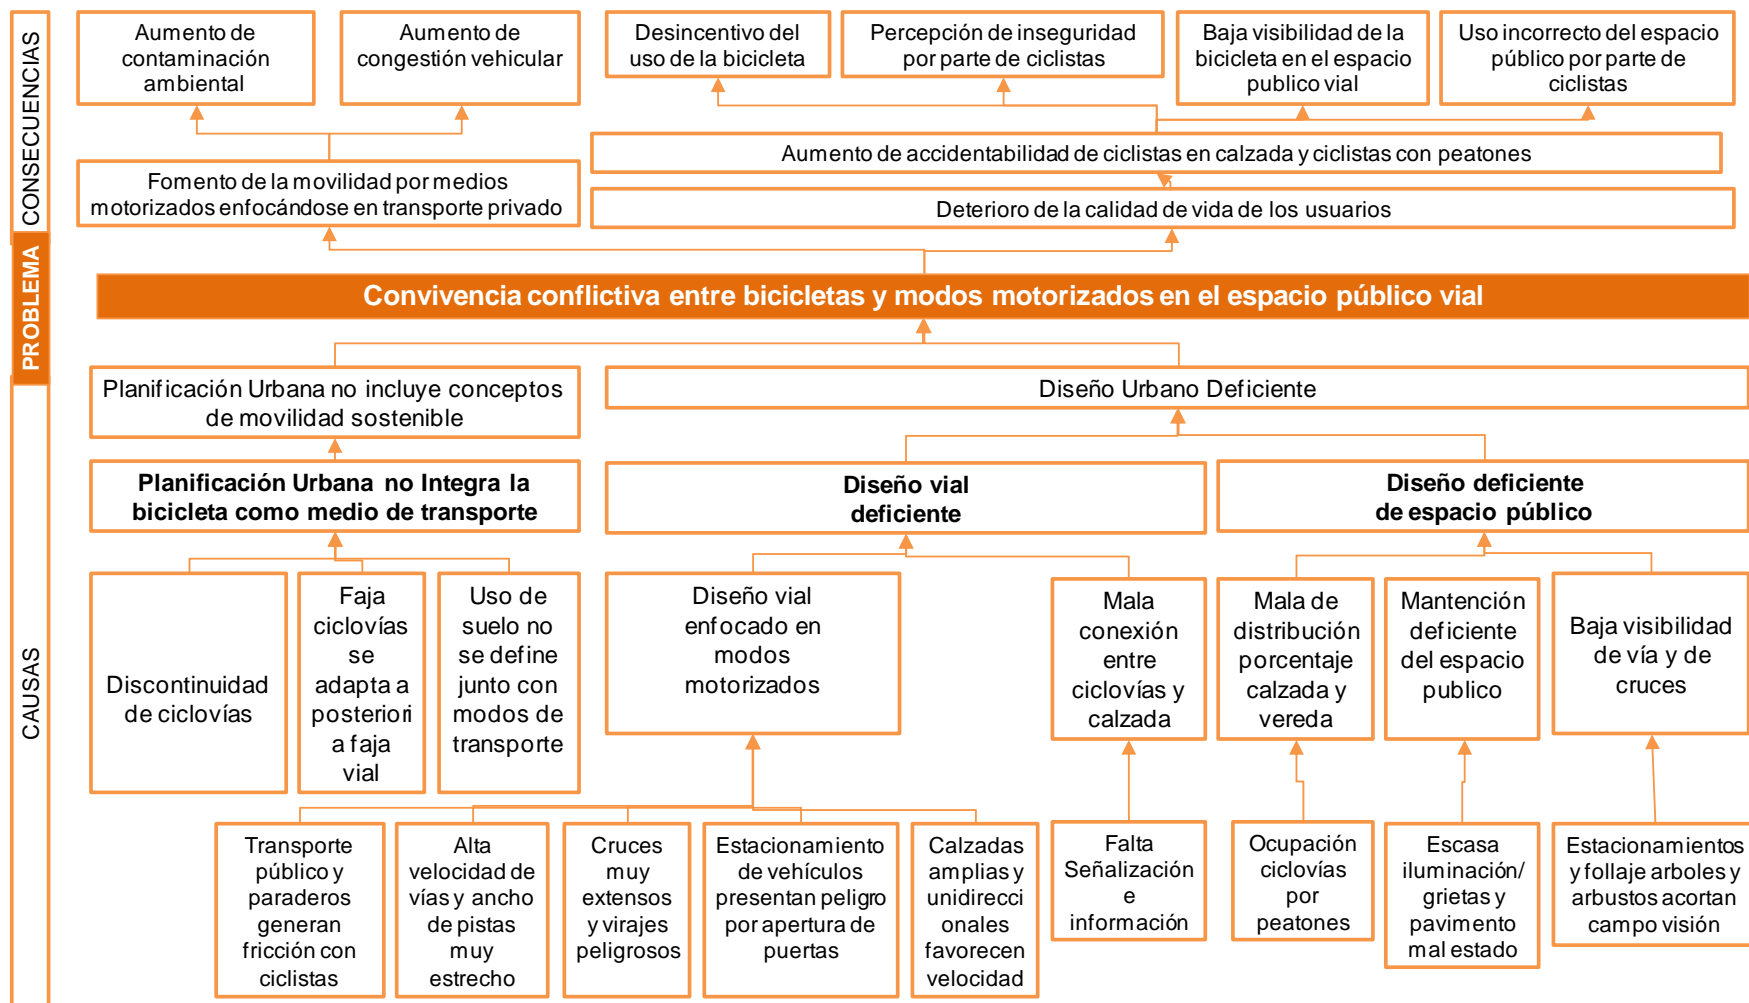 CONSECUENCIAS
Aumento de
contaminación
ambiental
Aumento de
congestión vehicular
Desincentivo del
uso de la bicicleta
Percepción de inseguridad
por parte de ciclistas
Baja visibilidad de la
bicicleta en el espacio
publico vial
Uso incorrecto del espacio
público por parte de
ciclistas
Aumento de accidentabilidad de ciclistas en calzada y ciclistas con peatones
Fomento de la movilidad por medios
motorizados enfocándose en transporte privado
Deterioro de la calidad de vida de los usuarios
PROBLEMA
Convivencia conflictiva entre bicicletas y modos motorizados en el espacio público vial
CAUSAS
Planificación Urbana no incluye conceptos
de movilidad sostenible
Diseño Urbano Deficiente
Planificación Urbana no Integra la
bicicleta como medio de transporte
Diseño vial
deficiente
Diseño deficiente
de espacio público
Discontinuidad
de ciclovías
Faja
ciclovías
se
adapta a
posteriori
a faja
vial
Uso de
suelo no
se define
junto con
modos de
transporte
Diseño vial
enfocado en
modos
motorizados
Mala
conexión
entre
ciclovías y
calzada
Mala de
distribución
porcentaje
calzada y
vereda
Mantención
deficiente
del espacio
publico
Baja visibilidad
de vía y de
cruces
Transporte
público y
paraderos
generan
fricción con
ciclistas
Alta
velocidad de
vías y ancho
de pistas
muy
estrecho
Cruces
muy
extensos
y virajes
peligrosos
Estacionamiento
de vehículos
presentan peligro
por apertura de
puertas
Calzadas
amplias y
unidirecci
onales
favorecen
velocidad
Falta
Señalización
e
información
Ocupación
ciclovías
por
peatones
Escasa
iluminación/
grietas y
pavimento
mal estado
Estacionamientos
y follaje arboles y
arbustos acortan
campo visión